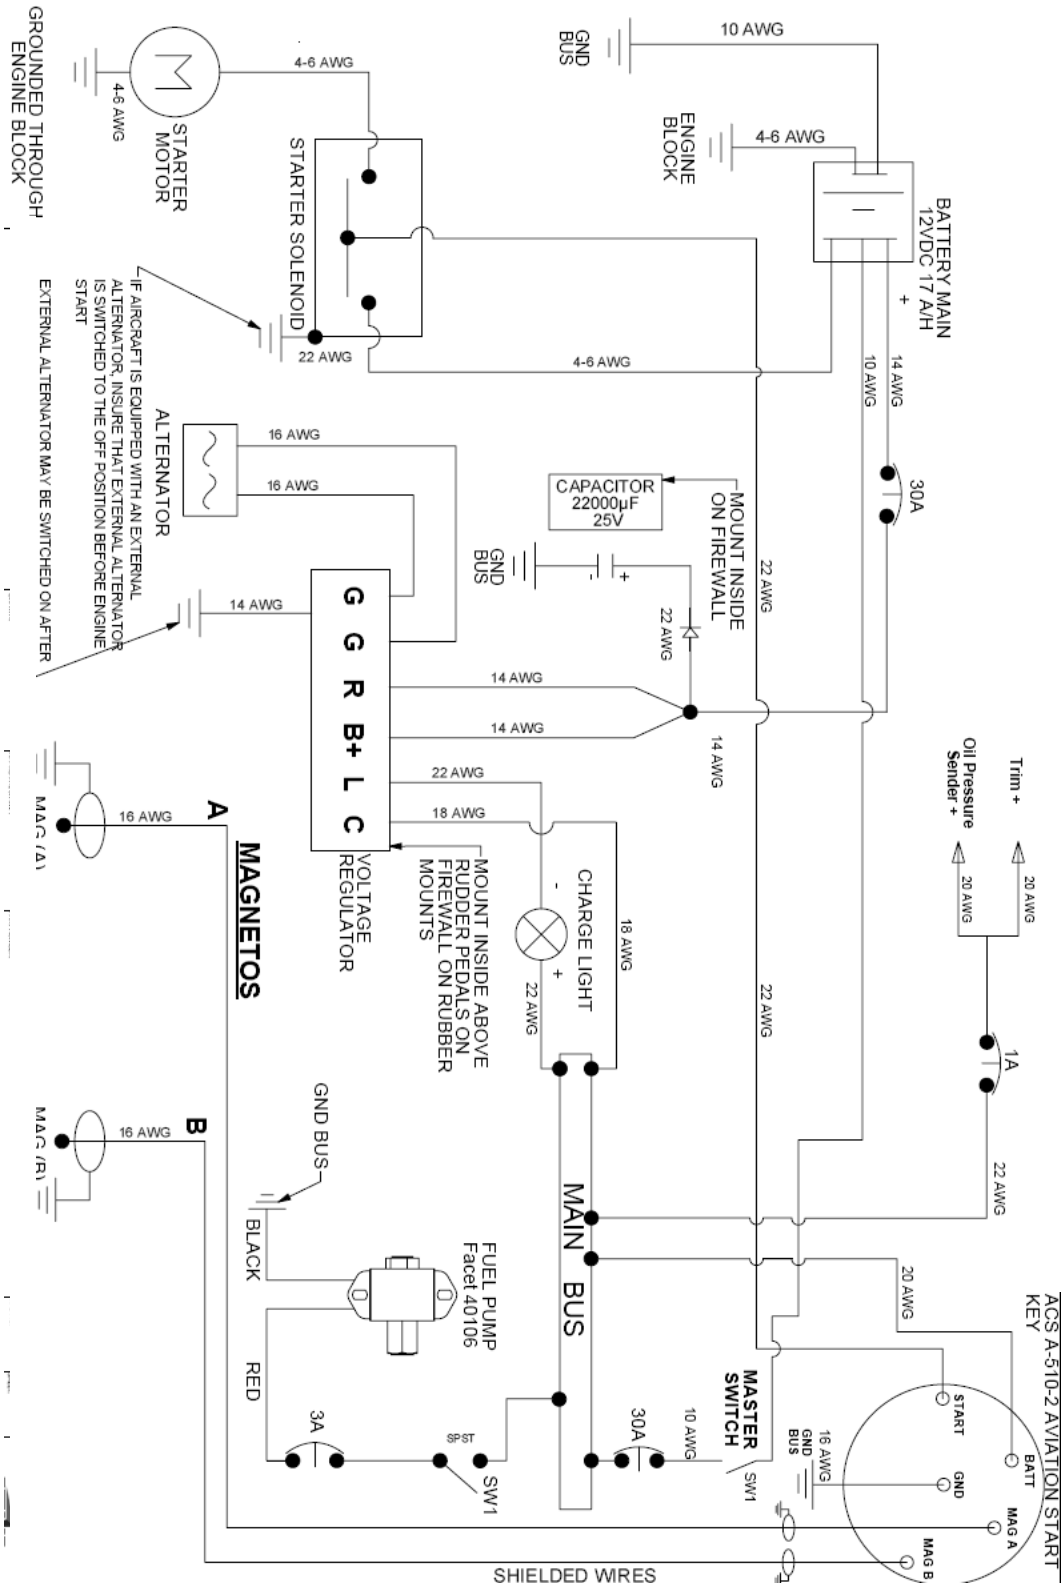 GROUNDED THROUGH
ENGINE BLOCK
4-6 AWG
M
STARTER
MOTOR
4-6 AWG
GND
BUS
10 AWG
ENGINE
BLOCK
4-6 AWG
BATTERY MAIN
12VDC 17 A/H
+
STARTER SOLENOID
22 AWG
4-6 AWG
10 AWG
14 AWG
30A
IF AIRCRAFT IS EQUIPPED WITH AN EXTERNAL
ALTERNATOR, INSURE THAT EXTERNAL ALTERNATOR
IS SWITCHED TO THE OFF POSITION BEFORE ENGINE
START
EXTERNAL ALTERNATOR MAY BE SWITCHED ON AFTER
ALTERNATOR
16 AWG
16 AWG
14 AWG
CAPACITOR
22000µF
25V
MOUNT INSIDE
ON FIREWALL
GND
BUS
-
+
22 AWG
22 AWG
G G R B+ L C
14 AWG
14 AWG
14 AWG
22 AWG
18 AWG
VOLTAGE
REGULATOR
MOUNT INSIDE ABOVE
RUDDER PEDALS ON
FIREWALL ON RUBBER
MOUNTS
CHARGE LIGHT
-
+
22 AWG
18 AWG
22 AWG
Oil Pressure
Sender +
Trim +
20 AWG
20 AWG
1A
22 AWG
MAG (A)
16 AWG
A
MAGNETOS
MAG (B)
16 AWG
B
GND BUS
BLACK
RED
FUEL PUMP
Facet 40106
3A
SPST
SW1
MAIN BUS
30A
10 AWG
MASTER
SWITCH
SW1
20 AWG
ACS A-510-2 AVIATION START
KEY
START
BATT
GND
MAG A
MAG B
16 AWG
GND
BUS
SHIELDED WIRES